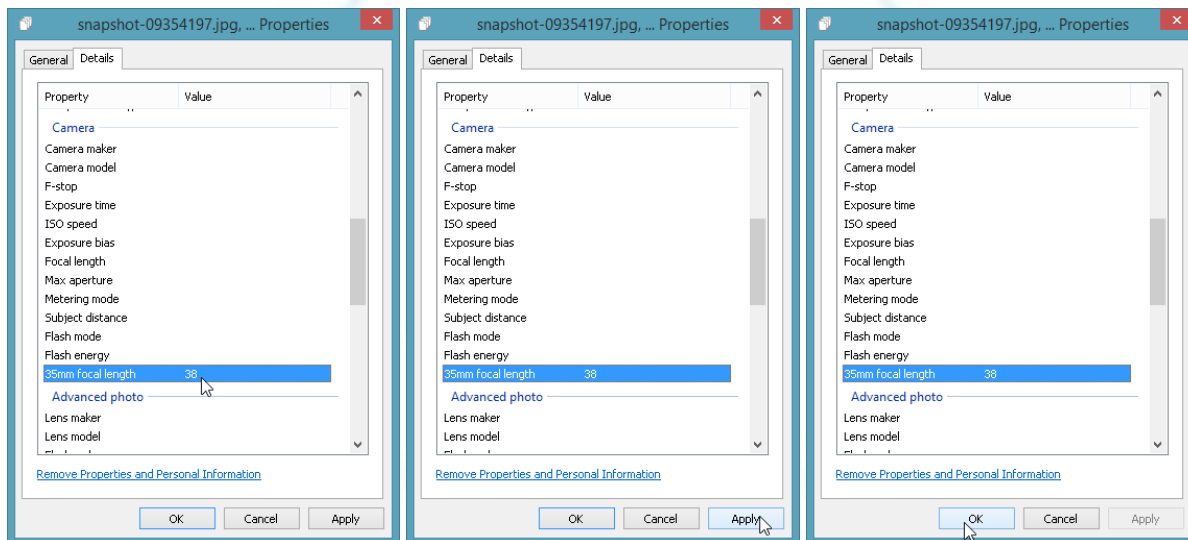 snapshot-09354197.jpg, ... Properties
General Details
Property Value
Camera
Camera maker
Camera model
F-stop
Exposure time
ISO speed
Exposure bias
Focal length
Max aperture
Metering mode
Subject distance
Flash mode
Flash energy
35mm focal length 38
Advanced photo
Lens maker
Lens model
Remove Properties and Personal Information
OK Cancel Apply
snapshot-09354197.jpg, ... Properties
General Details
Property Value
Camera
Camera maker
Camera model
F-stop
Exposure time
ISO speed
Exposure bias
Focal length
Max aperture
Metering mode
Subject distance
Flash mode
Flash energy
35mm focal length 38
Advanced photo
Lens maker
Lens model
Remove Properties and Personal Information
OK Cancel Apply
snapshot-09354197.jpg, ... Properties
General Details
Property Value
Camera
Camera maker
Camera model
F-stop
Exposure time
ISO speed
Exposure bias
Focal length
Max aperture
Metering mode
Subject distance
Flash mode
Flash energy
35mm focal length 38
Advanced photo
Lens maker
Lens model
Remove Properties and Personal Information
OK Cancel Apply